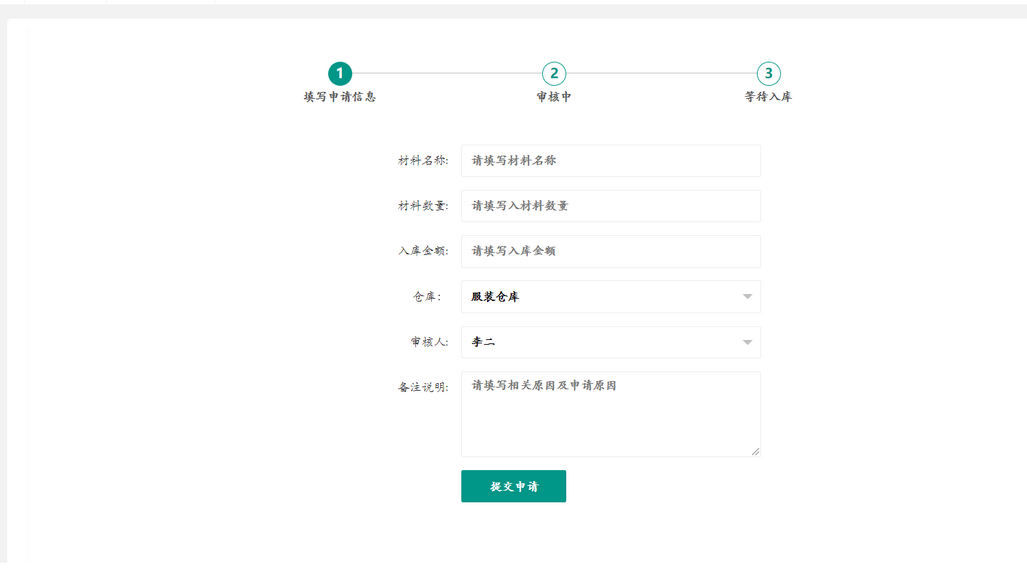 1 2 3
填写申请信息 审核中 等待入库
材料名称: 请填写材料名称
材料数量: 请填写入材料数量
入库金额: 请填写入库金额
仓库: 服装仓库
审核人: 李二
备注说明: 请填写相关原因及申请原因
提交申请